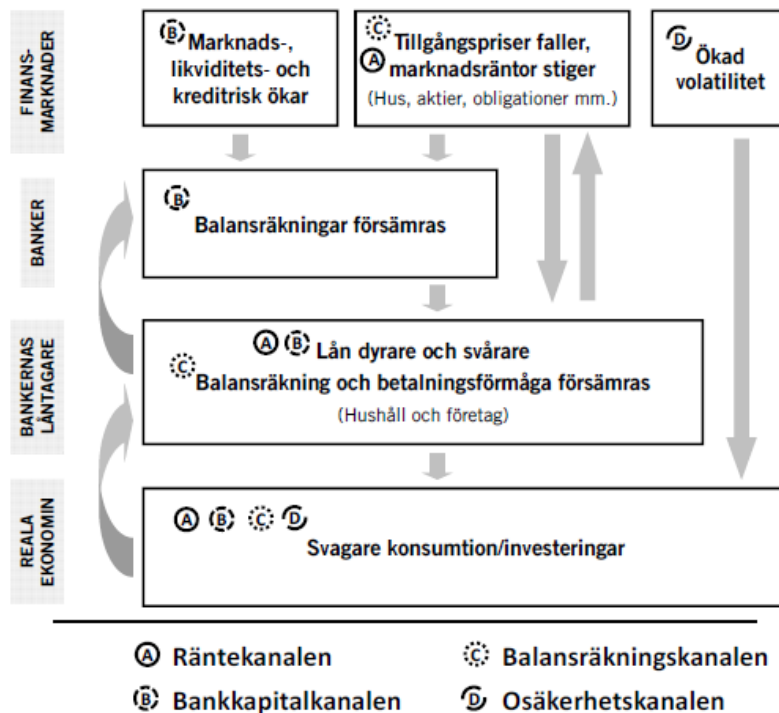 FINANS-
MARKNADER
B Marknads-,
likviditets- och
kreditrisk ökar
C Tillgångspriser faller,
A marknadsräntor stiger
(Hus, aktier, obligationer mm.)
D Ökad
volatilitet
BANKER
B
Balansräkningar försämras
BANKERNAS
LÅNTAGARE
A B Lån dyrare och svårare
C Balansräkning och betalningsförmåga försämras
(Hushåll och företag)
REALA
EKONOMIN
A B C D
Svagare konsumtion/investeringar
A Räntekanalen
C Balansräkningskanalen
B Bankkapitalkanalen
D Osäkerhetskanalen